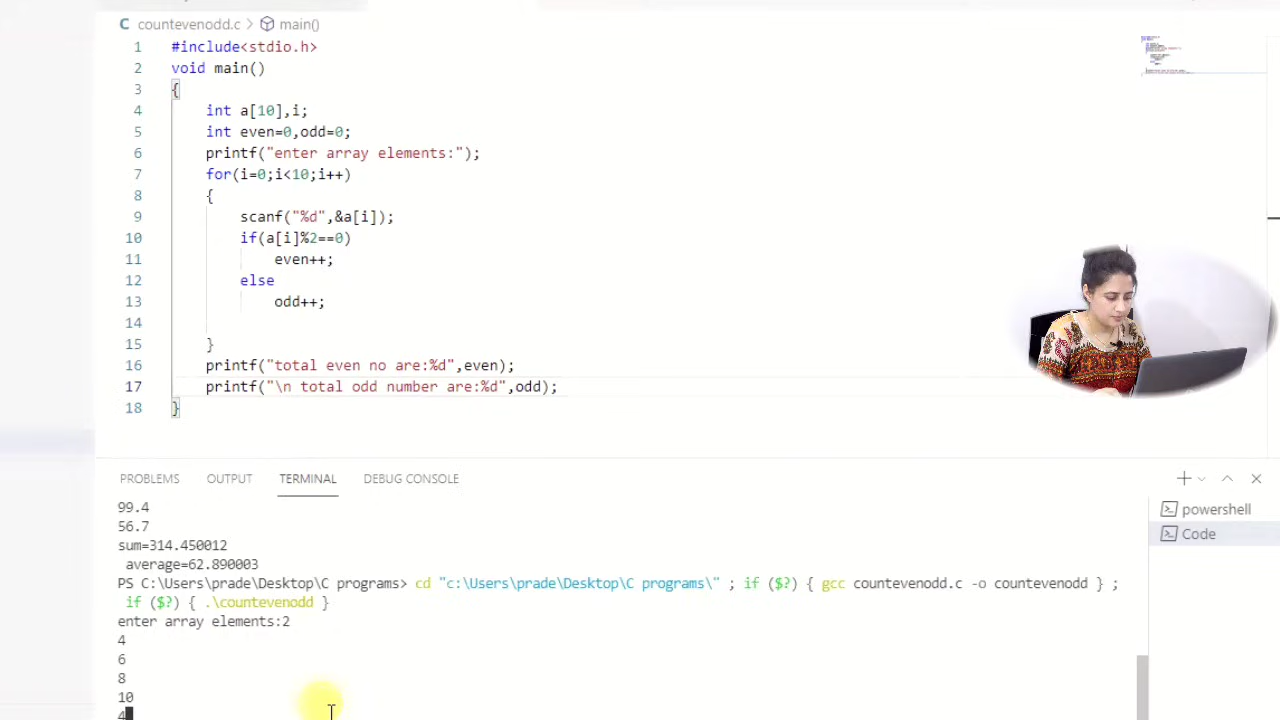 countevenodd.c > main()
1 #include<stdio.h>
2 void main()
3 {
4 int a[10],i;
5 int even=0,odd=0;
6 printf("enter array elements:");
7 for(i=0;i<10;i++)
8 {
9 scanf("%d",&a[i]);
10 if(a[i]%2==0)
11 even++;
12 else
13 odd++;
14
15 }
16 printf("total even no are:%d",even);
17 printf("\n total odd number are:%d",odd);
18 }
PROBLEMS OUTPUT TERMINAL DEBUG CONSOLE
99.4
56.7
sum=314.450012
average=62.890003
PS C:\Users\prade\Desktop\C programs> cd "c:\Users\prade\Desktop\C programs\" ; if ($?) { gcc countevenodd.c -o countevenodd } ;
if ($?) { .\countevenodd }
enter array elements:2
4
6
8
10
4
powershell
Code